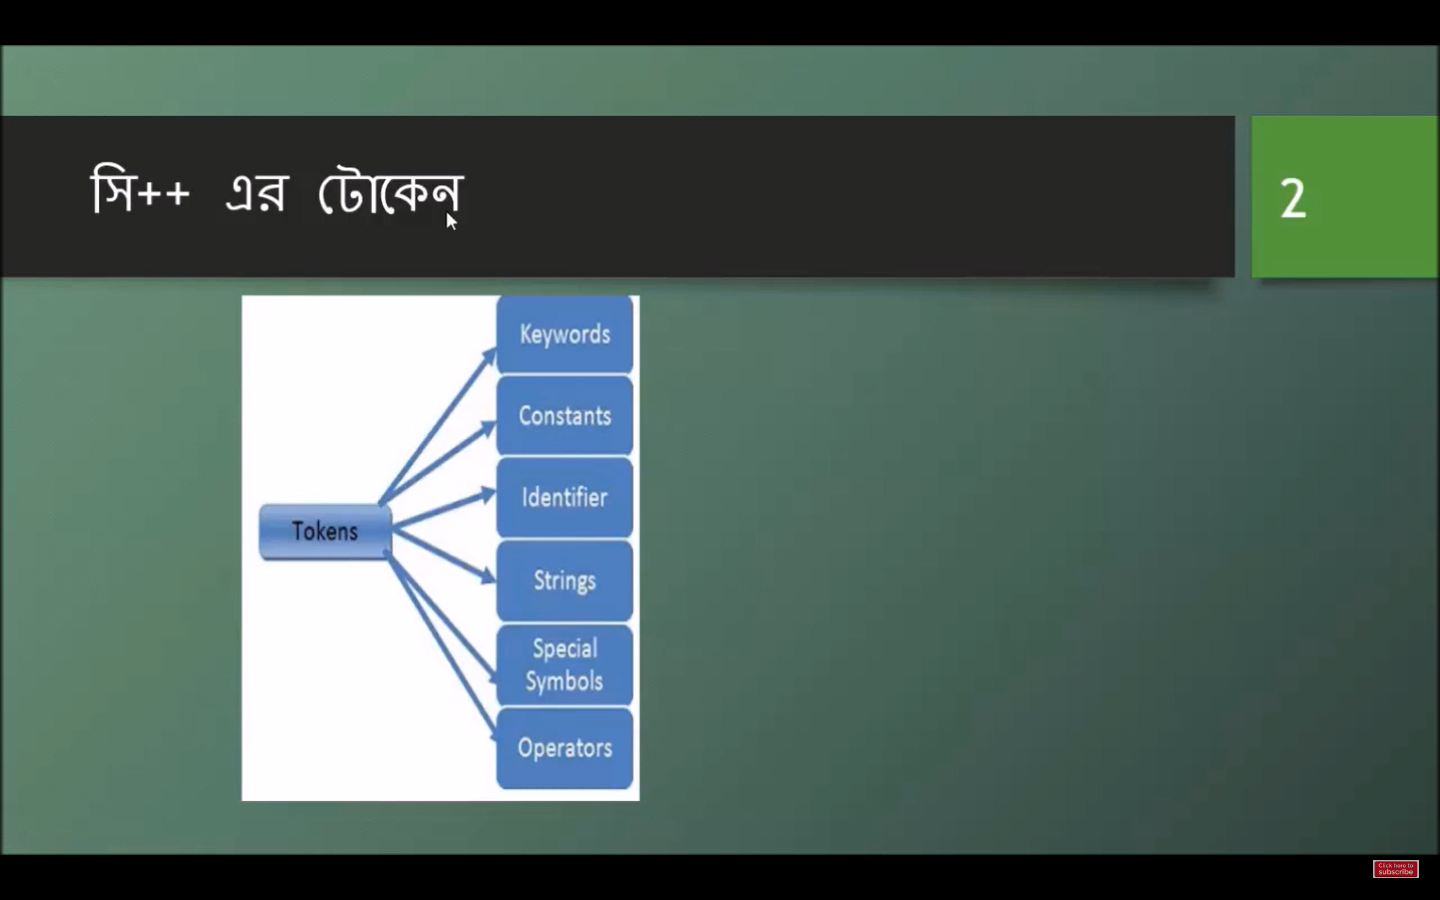 সি++ এর টোকেন
2
Keywords
Constants
Identifier
Tokens
Strings
Special
Symbols
Operators
Click here to
subscribe